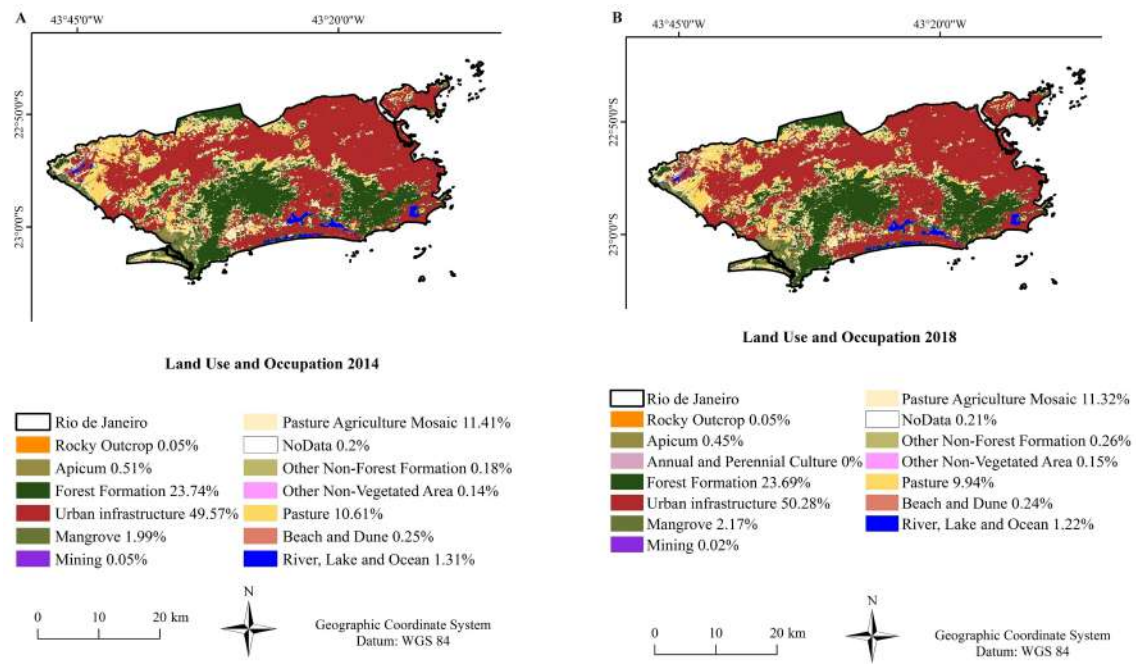 A
43°45'0"W
43°20'0"W
22°50'0"S
23°0'0"S
Land Use and Occupation 2014
Rio de Janeiro
Rocky Outcrop 0.05%
Apicum 0.51%
Forest Formation 23.74%
Urban infrastructure 49.57%
Mangrove 1.99%
Mining 0.05%
Pasture Agriculture Mosaic 11.41%
NoData 0.2%
Other Non-Forest Formation 0.18%
Other Non-Vegetated Area 0.14%
Pasture 10.61%
Beach and Dune 0.25%
River, Lake and Ocean 1.31%
0 10 20 km
N
Geographic Coordinate System
Datum: WGS 84
B
43°45'0"W
43°20'0"W
22°50'0"S
23°0'0"S
Land Use and Occupation 2018
Rio de Janeiro
Rocky Outcrop 0.05%
Apicum 0.45%
Annual and Perennial Culture 0%
Forest Formation 23.69%
Urban infrastructure 50.28%
Mangrove 2.17%
Mining 0.02%
Pasture Agriculture Mosaic 11.32%
NoData 0.21%
Other Non-Forest Formation 0.26%
Other Non-Vegetated Area 0.15%
Pasture 9.94%
Beach and Dune 0.24%
River, Lake and Ocean 1.22%
0 10 20 km
N
Geographic Coordinate System
Datum: WGS 84